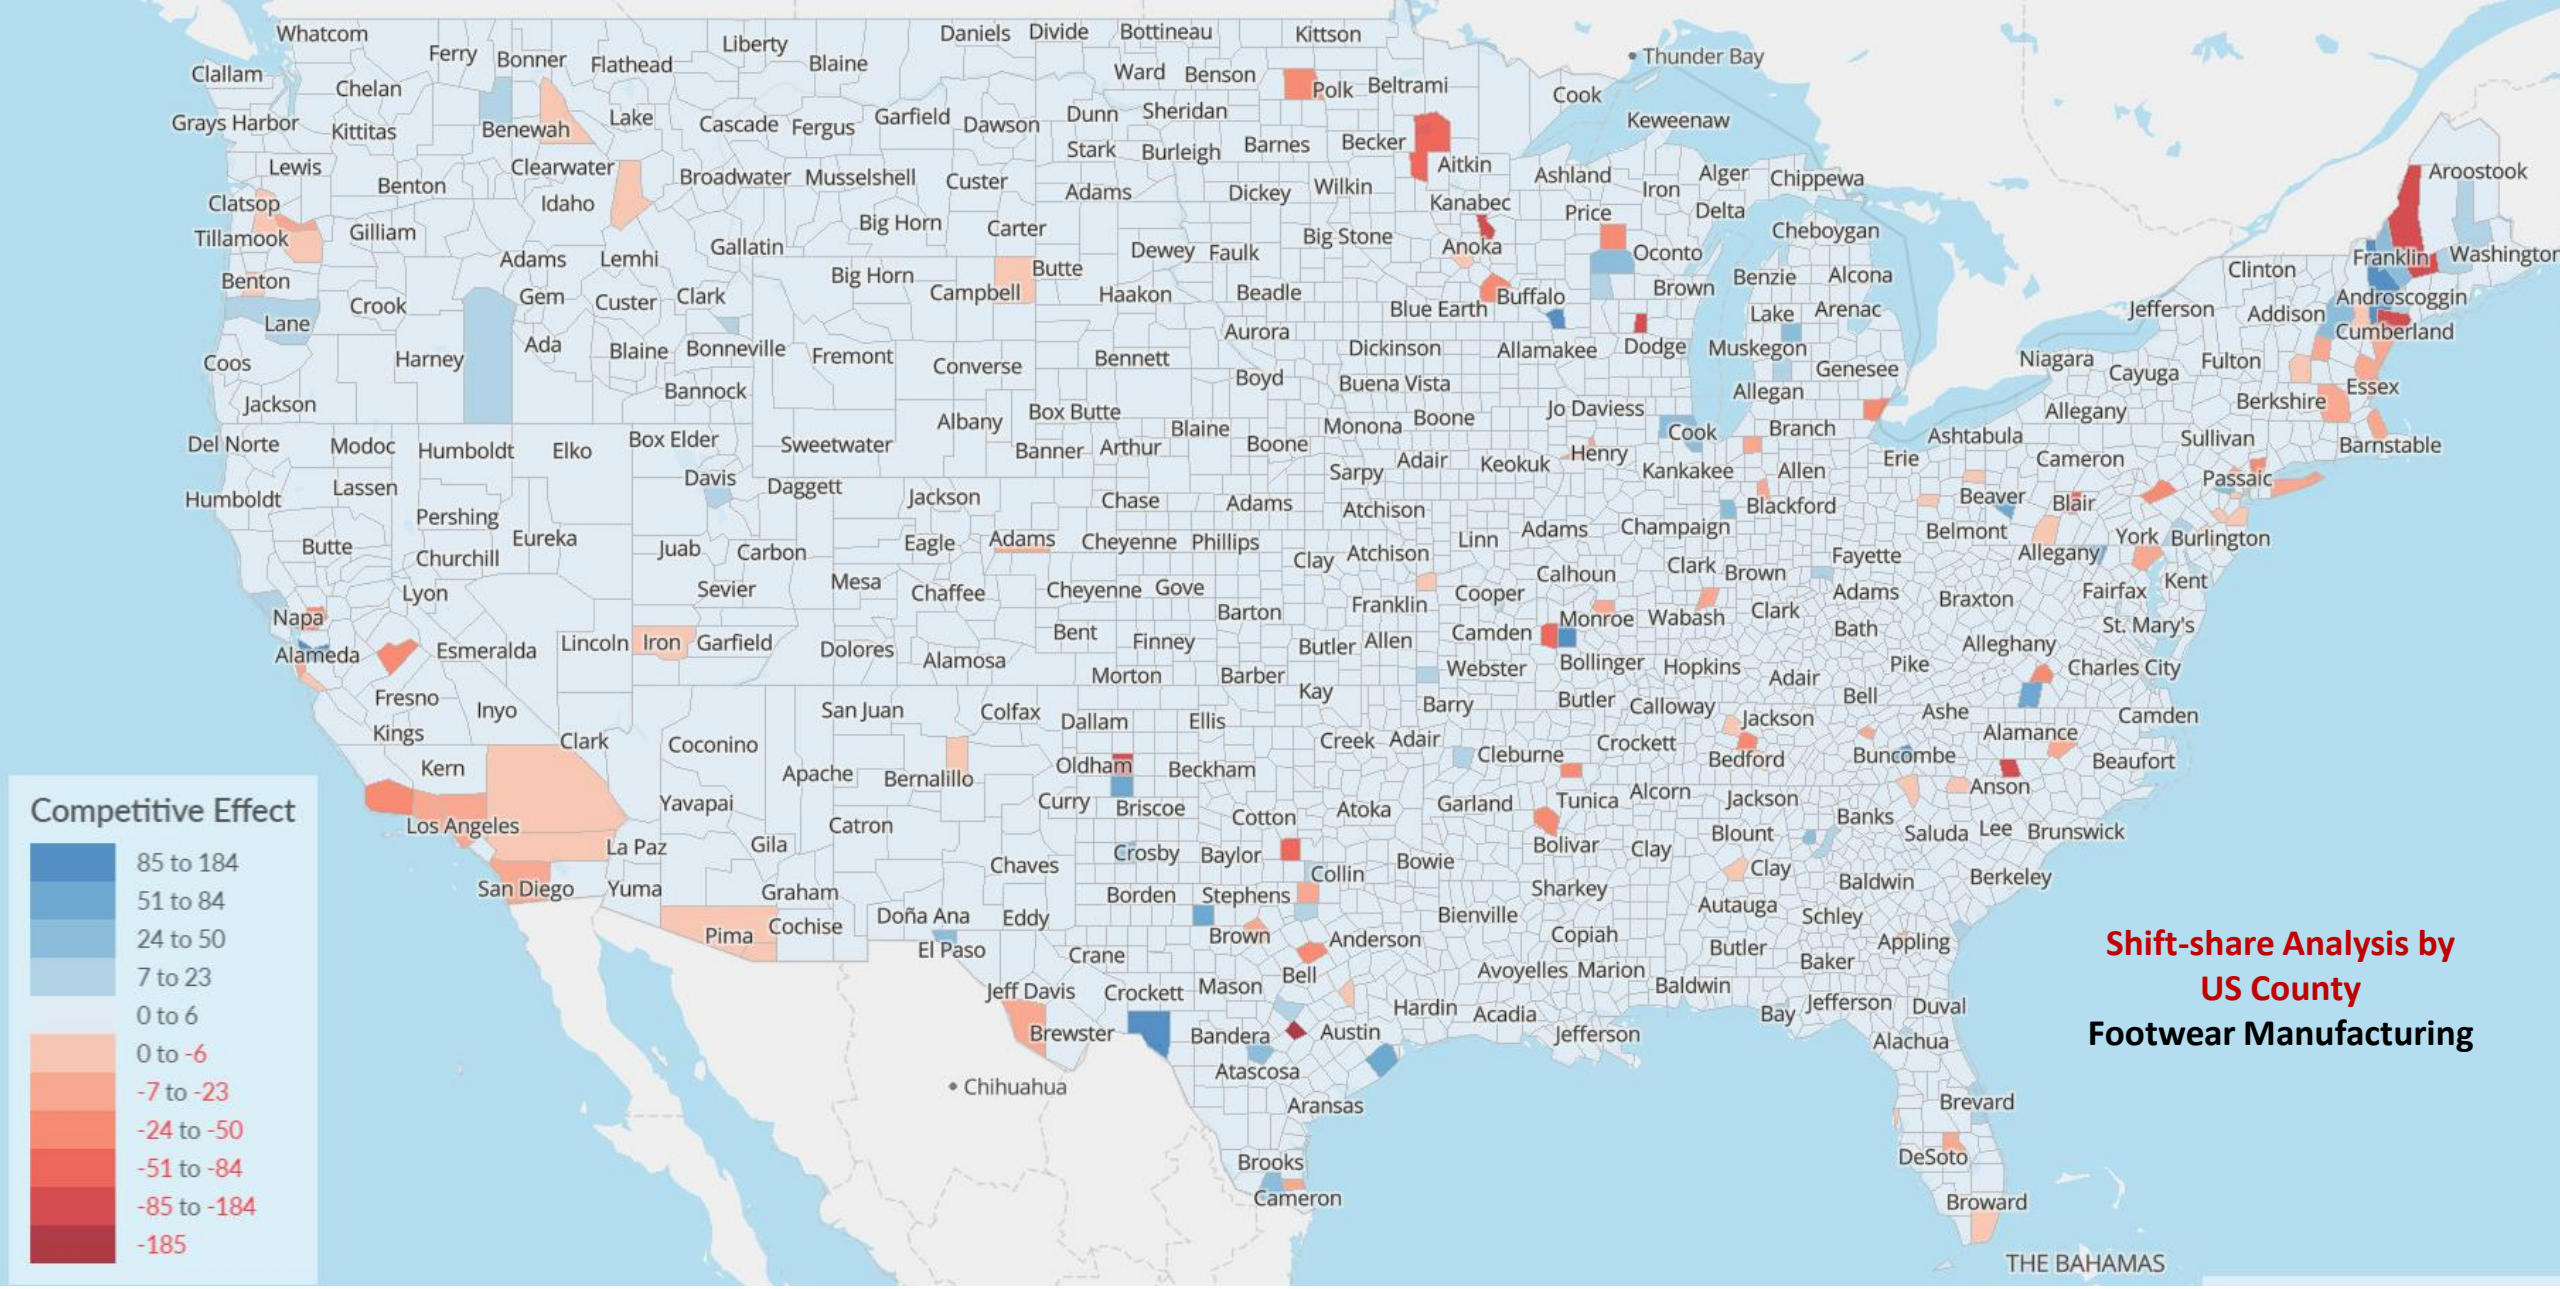 Whatcom
Ferry
Bonner
Flathead
Liberty
Blaine
Daniels
Divide
Bottineau
Kittson
Thunder Bay
Clallam
Chelan
Ward
Benson
Polk
Beltrami
Cook
Keweenaw
Grays Harbor
Kittitas
Benewah
Lake
Cascade
Fergus
Garfield
Dawson
Dunn
Sheridan
Stark
Burleigh
Barnes
Becker
Aitkin
Ashland
Iron
Alger
Chippewa
Aroostook
Lewis
Benton
Clearwater
Broadwater
Musselshell
Custer
Adams
Dickey
Wilkin
Kanabec
Price
Delta
Clatsop
Idaho
Tillamook
Gilliam
Gallatin
Big Horn
Carter
Dewey
Faulk
Big Stone
Anoka
Oconto
Cheboygan
Franklin
Washington
Adams
Lemhi
Benton
Crook
Gem
Custer
Clark
Big Horn
Campbell
Butte
Haakon
Beadle
Blue Earth
Buffalo
Brown
Benzie
Alcona
Clinton
Androscoggin
Lane
Lake
Arenac
Jefferson
Addison
Cumberland
Coos
Harney
Ada
Blaine
Bonneville
Fremont
Converse
Bennett
Aurora
Dickinson
Allamakee
Dodge
Muskegon
Genesee
Niagara
Cayuga
Fulton
Essex
Jackson
Bannock
Boyd
Buena Vista
Allegan
Berkshire
Albany
Box Butte
Blaine
Monona
Boone
Jo Daviess
Cook
Branch
Allegany
Ashtabula
Sullivan
Barnstable
Del Norte
Modoc
Humboldt
Elko
Box Elder
Sweetwater
Banner
Arthur
Boone
Sarpy
Adair
Keokuk
Henry
Kankakee
Allen
Erie
Cameron
Passaic
Humboldt
Lassen
Davis
Daggett
Jackson
Chase
Adams
Atchison
Blackford
Beaver
Blair
Pershing
Eureka
Butte
Churchill
Juab
Carbon
Eagle
Adams
Cheyenne
Phillips
Clay
Atchison
Linn
Adams
Champaign
Fayette
Belmont
Allegany
York
Burlington
Lyon
Sevier
Mesa
Chaffee
Cheyenne
Gove
Barton
Franklin
Cooper
Calhoun
Clark
Brown
Adams
Braxton
Fairfax
Kent
Napa
Alameda
Esmeralda
Lincoln
Iron
Garfield
Dolores
Alamosa
Bent
Finney
Butler
Allen
Camden
Monroe
Wabash
Clark
Bath
Alleghany
St. Mary's
Morton
Barber
Webster
Bollinger
Hopkins
Adair
Pike
Charles City
Fresno
Inyo
Kings
San Juan
Colfax
Dallam
Ellis
Kay
Barry
Butler
Calloway
Jackson
Bell
Ashe
Camden
Kern
Clark
Coconino
Apache
Bernalillo
Oldham
Beckham
Creek
Adair
Cleburne
Crockett
Bedford
Buncombe
Alamance
Beaufort
Los Angeles
Yavapai
Catron
Curry
Briscoe
Cotton
Atoka
Garland
Tunica
Alcorn
Jackson
Banks
Anson
La Paz
Gila
Chaves
Crosby
Baylor
Collin
Bowie
Bolivar
Clay
Blount
Saluda
Lee
Brunswick
San Diego
Yuma
Graham
Borden
Stephens
Sharkey
Clay
Baldwin
Berkeley
Pima
Cochise
Doña Ana
Eddy
Brown
Anderson
Bienville
Copiah
Autauga
Schley
El Paso
Crane
Bell
Avoyelles
Marion
Butler
Baker
Appling
Jeff Davis
Crockett
Mason
Hardin
Acadia
Baldwin
Bay
Jefferson
Duval
Brewster
Bandera
Austin
Jefferson
Alachua
Atascosa
Chihuahua
Aransas
Brevard
Brooks
Cameron
DeSoto
Broward
THE BAHAMAS
Competitive Effect
85 to 184
51 to 84
24 to 50
7 to 23
0 to 6
0 to -6
-7 to -23
-24 to -50
-51 to -84
-85 to -184
-185
Shift-share Analysis by
US County
Footwear Manufacturing